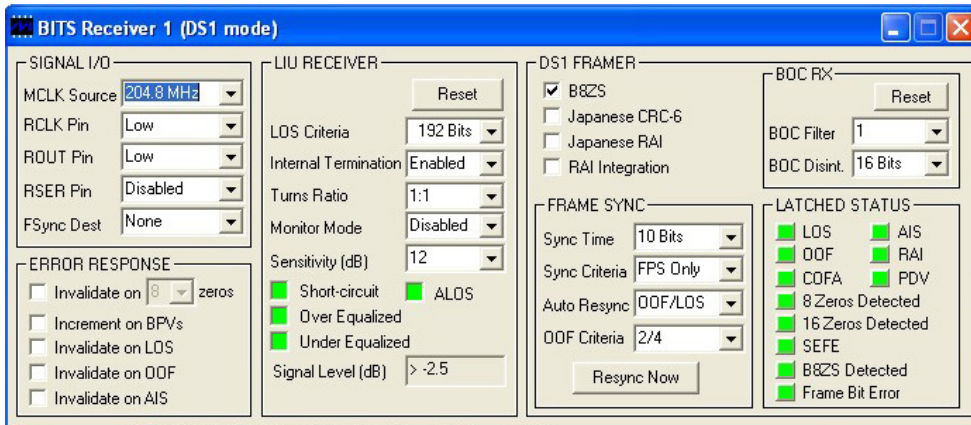 BITS Receiver 1 (DS1 mode)
SIGNAL I/O
MCLK Source 204.8 MHz
RCLK Pin Low
ROUT Pin Low
RSER Pin Disabled
FSync Dest None
ERROR RESPONSE
Invalidate on 8 zeros
Increment on BPVs
Invalidate on LOS
Invalidate on OOF
Invalidate on AIS
LIU RECEIVER
Reset
LOS Criteria 192 Bits
Internal Termination Enabled
Turns Ratio 1:1
Monitor Mode Disabled
Sensitivity (dB) 12
Short-circuit ALOS
Over Equalized
Under Equalized
Signal Level (dB) > -2.5
DS1 FRAMER
B8ZS
Japanese CRC-6
Japanese RAI
RAI Integration
BOC RX
Reset
BOC Filter 1
BOC Disint. 16 Bits
FRAME SYNC
Sync Time 10 Bits
Sync Criteria FPS Only
Auto Resync OOF/LOS
OOF Criteria 2/4
Resync Now
LATCHED STATUS
LOS AIS
OOF RAI
COFA PDV
8 Zeros Detected
16 Zeros Detected
SEFE
B8ZS Detected
Frame Bit Error